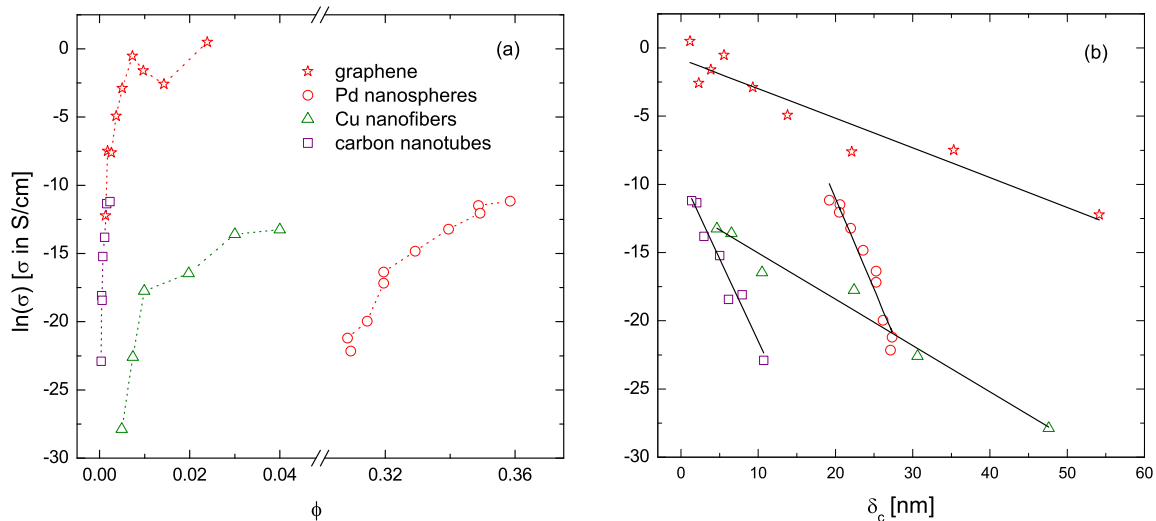 (a)
graphene
Pd nanospheres
Cu nanofibers
carbon nanotubes
ln(σ) [σ in S/cm]
0
-5
-10
-15
-20
-25
-30
0.00 0.02 0.04 0.32 0.36
ϕ
(b)
0
-5
-10
-15
-20
-25
-30
0 10 20 30 40 50 60
δc [nm]